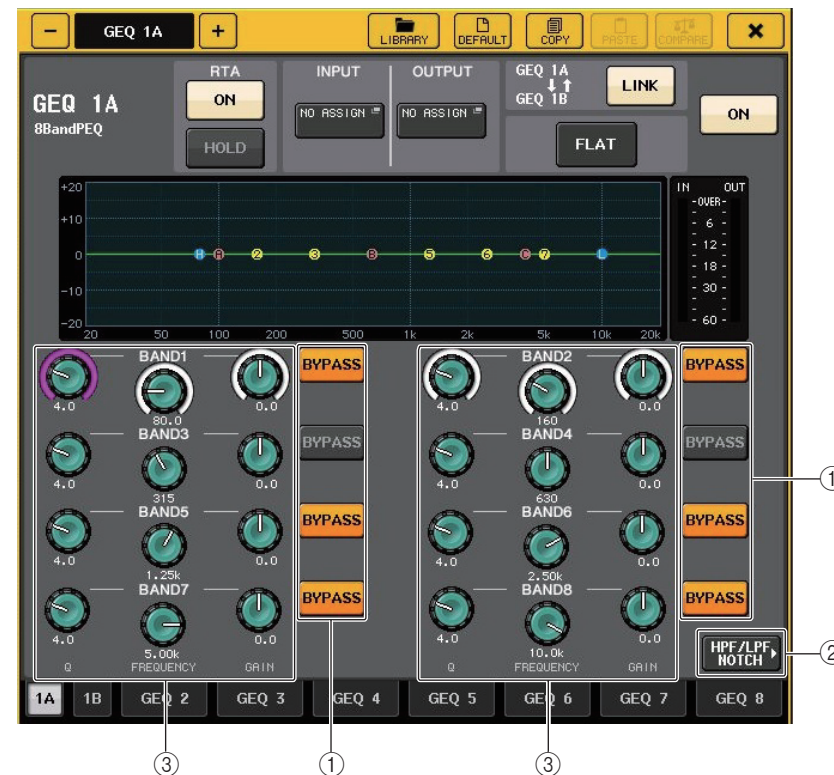 − GEQ 1A + LIBRARY DEFAULT COPY PASTE COMPARE ×
RTA INPUT OUTPUT GEQ 1A
GEQ 1B LINK
GEQ 1A
8BandPEQ
ON NO ASSIGN NO ASSIGN ON
HOLD FLAT
+20
+10
0
−10
−20
H A 2 3 B 5 6 C 7 L
20 50 100 200 500 1k 2k 5k 10k 20k
IN OUT
-OVER-
6
12
18
30
60
BAND1 BYPASS BAND2 BYPASS
4.0 80.0 0.0 4.0 160 0.0
BAND3 BYPASS BAND4 BYPASS
4.0 315 0.0 4.0 630 0.0
BAND5 BYPASS BAND6 BYPASS
4.0 1.25k 0.0 4.0 2.50k 0.0
BAND7 BYPASS BAND8 BYPASS
4.0 5.00k 0.0 4.0 10.0k 0.0
Q FREQUENCY GAIN Q FREQUENCY GAIN
HPF/LPF
NOTCH
1A 1B GEQ 2 GEQ 3 GEQ 4 GEQ 5 GEQ 6 GEQ 7 GEQ 8
①
②
③ ① ③